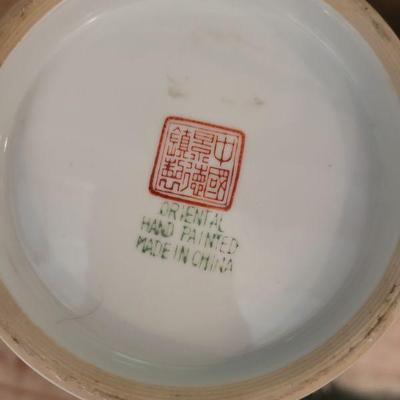 中國
景德
鎮製
ORIENTAL
HAND PAINTED
MADE IN CHINA